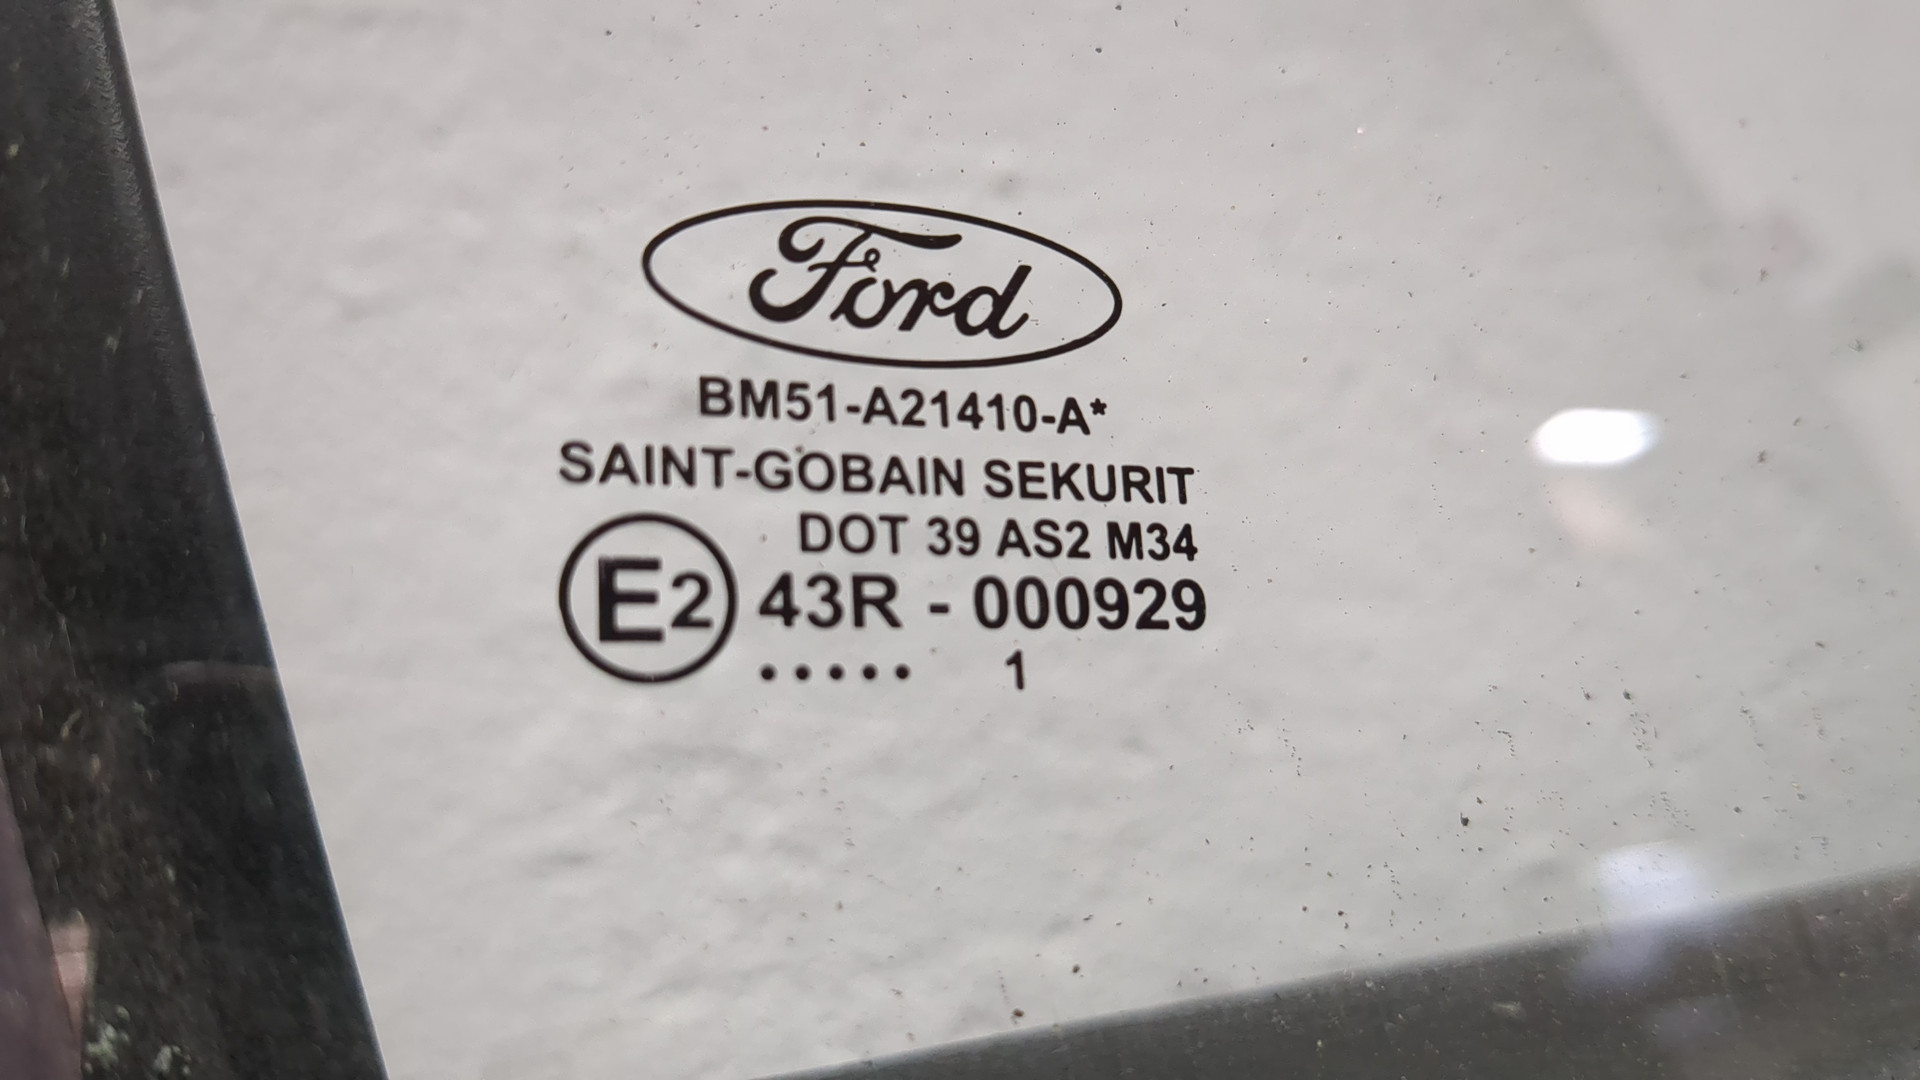 Ford
BM51-A21410-A*
SAINT-GOBAIN SEKURIT
DOT 39 AS2 M34
E2 43R - 000929
..... 1